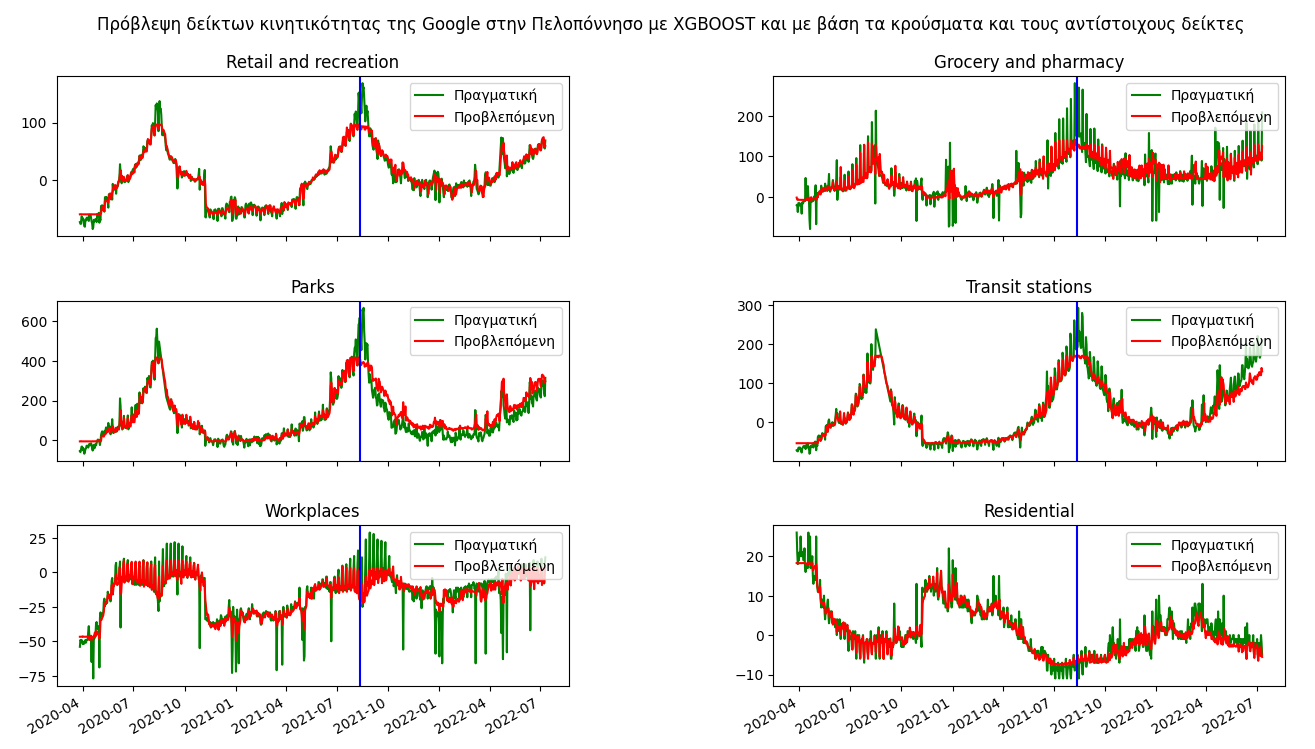 Πρόβλεψη δείκτων κινητικότητας της Google στην Πελοπόννησο με XGBOOST και με βάση τα κρούσματα και τους αντίστοιχους δείκτες
Retail and recreation
Πραγματική
Προβλεπόμενη
100
0
Grocery and pharmacy
Πραγματική
Προβλεπόμενη
200
100
0
Parks
Πραγματική
Προβλεπόμενη
600
400
200
0
Transit stations
Πραγματική
Προβλεπόμενη
300
200
100
0
Workplaces
Πραγματική
Προβλεπόμενη
25
0
−25
−50
−75
2020-04 2020-07 2020-10 2021-01 2021-04 2021-07 2021-10 2022-01 2022-04 2022-07
Residential
Πραγματική
Προβλεπόμενη
20
10
0
−10
2020-04 2020-07 2020-10 2021-01 2021-04 2021-07 2021-10 2022-01 2022-04 2022-07